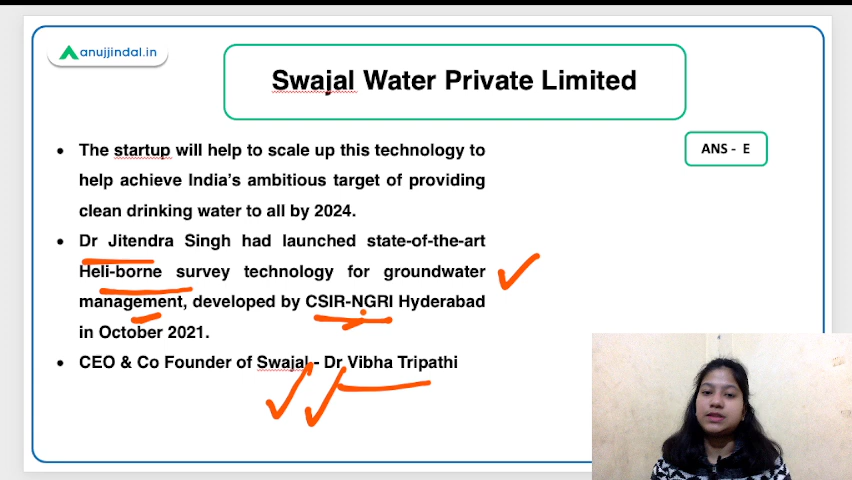 anujjindal.in
Swajal Water Private Limited
• The startup will help to scale up this technology to
help achieve India's ambitious target of providing
clean drinking water to all by 2024.
ANS - E
• Dr Jitendra Singh had launched state-of-the-art
Heli-borne survey technology for groundwater
management, developed by CSIR-NGRI Hyderabad
in October 2021.
• CEO & Co Founder of Swajal - Dr Vibha Tripathi